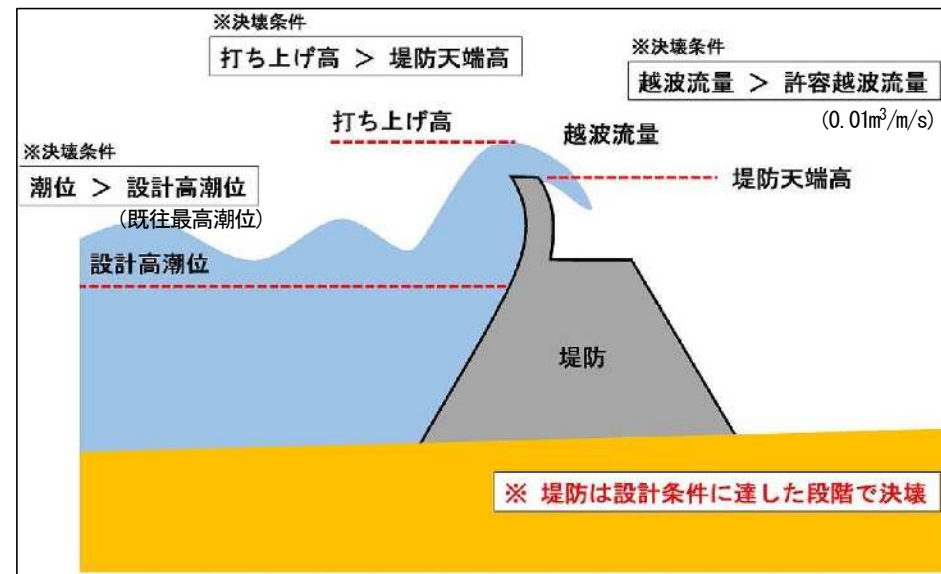 ※決壊条件
打ち上げ高 > 堤防天端高
※決壊条件
越波流量 > 許容越波流量
(0.01m³/m/s)
打ち上げ高
越波流量
※決壊条件
潮位 > 設計高潮位
(既往最高潮位)
堤防天端高
設計高潮位
堤防
※ 堤防は設計条件に達した段階で決壊